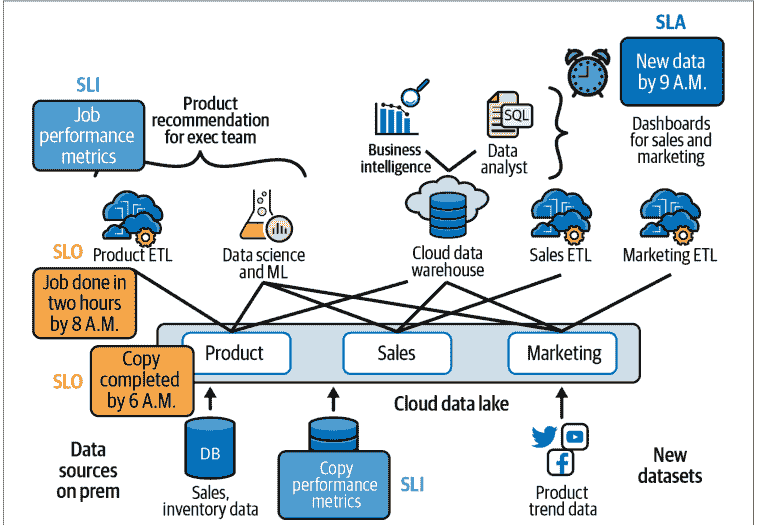 SLA
New data
by 9 A.M.
SLI
Job
performance
metrics
Product
recommendation
for exec team
SQL
Business
intelligence
Data
analyst
Dashboards
for sales and
marketing
SLO
Product ETL
Data science
and ML
Cloud data
warehouse
Sales ETL
Marketing ETL
Job done in
two hours
by 8 A.M.
Product
Sales
Marketing
SLO
Copy
completed
by 6 A.M.
Cloud data lake
Data
sources
on prem
DB
Sales,
inventory data
Copy
performance
metrics
SLI
Product
trend data
New
datasets